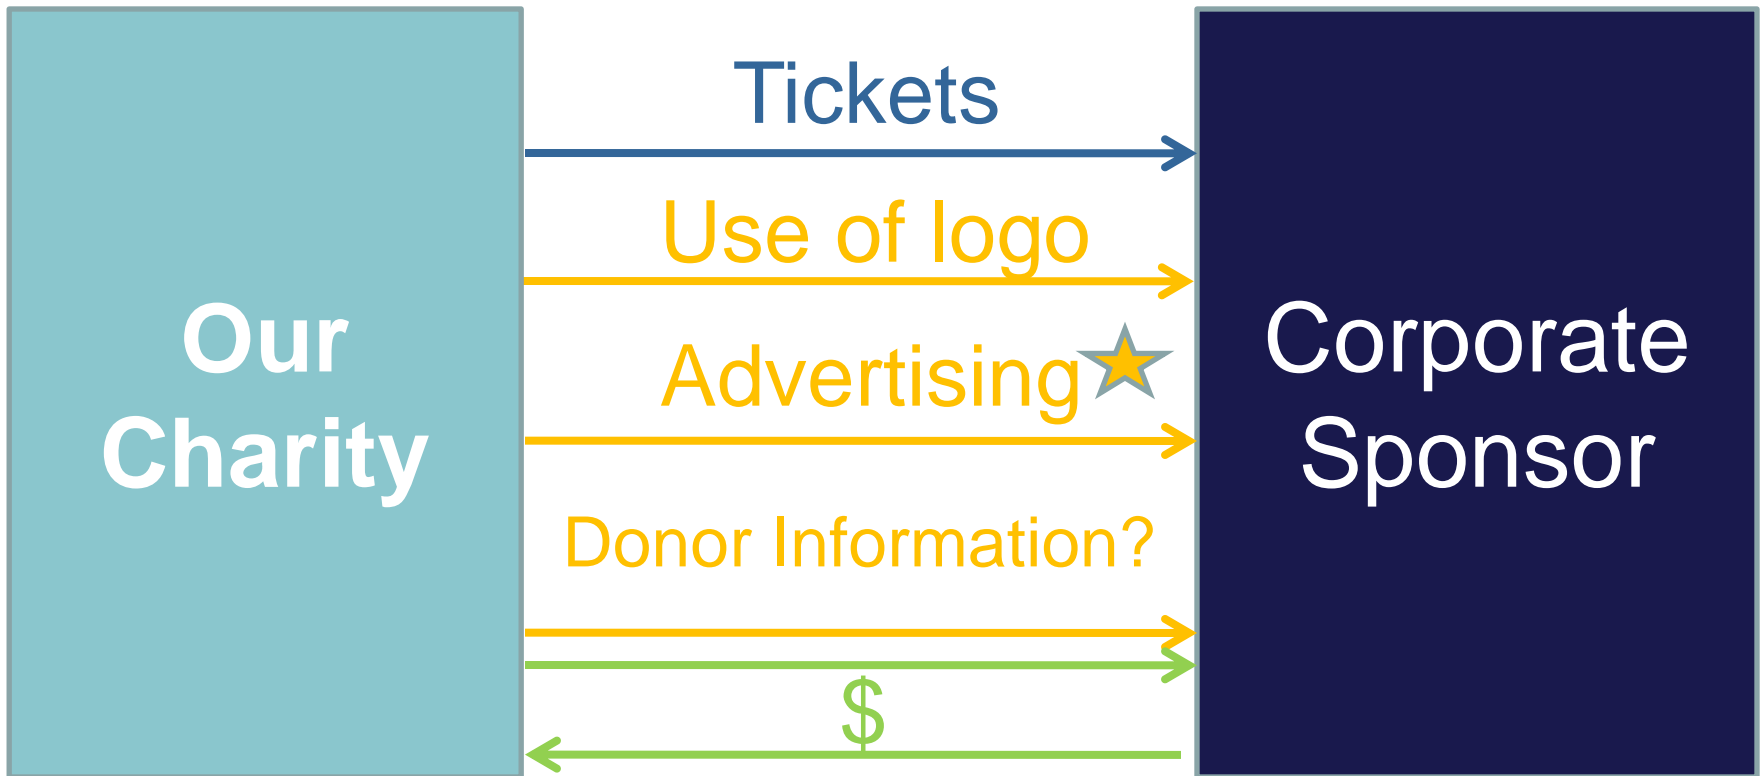 Our
Charity
Tickets
Use of logo
Advertising
Donor Information?
$
Corporate
Sponsor